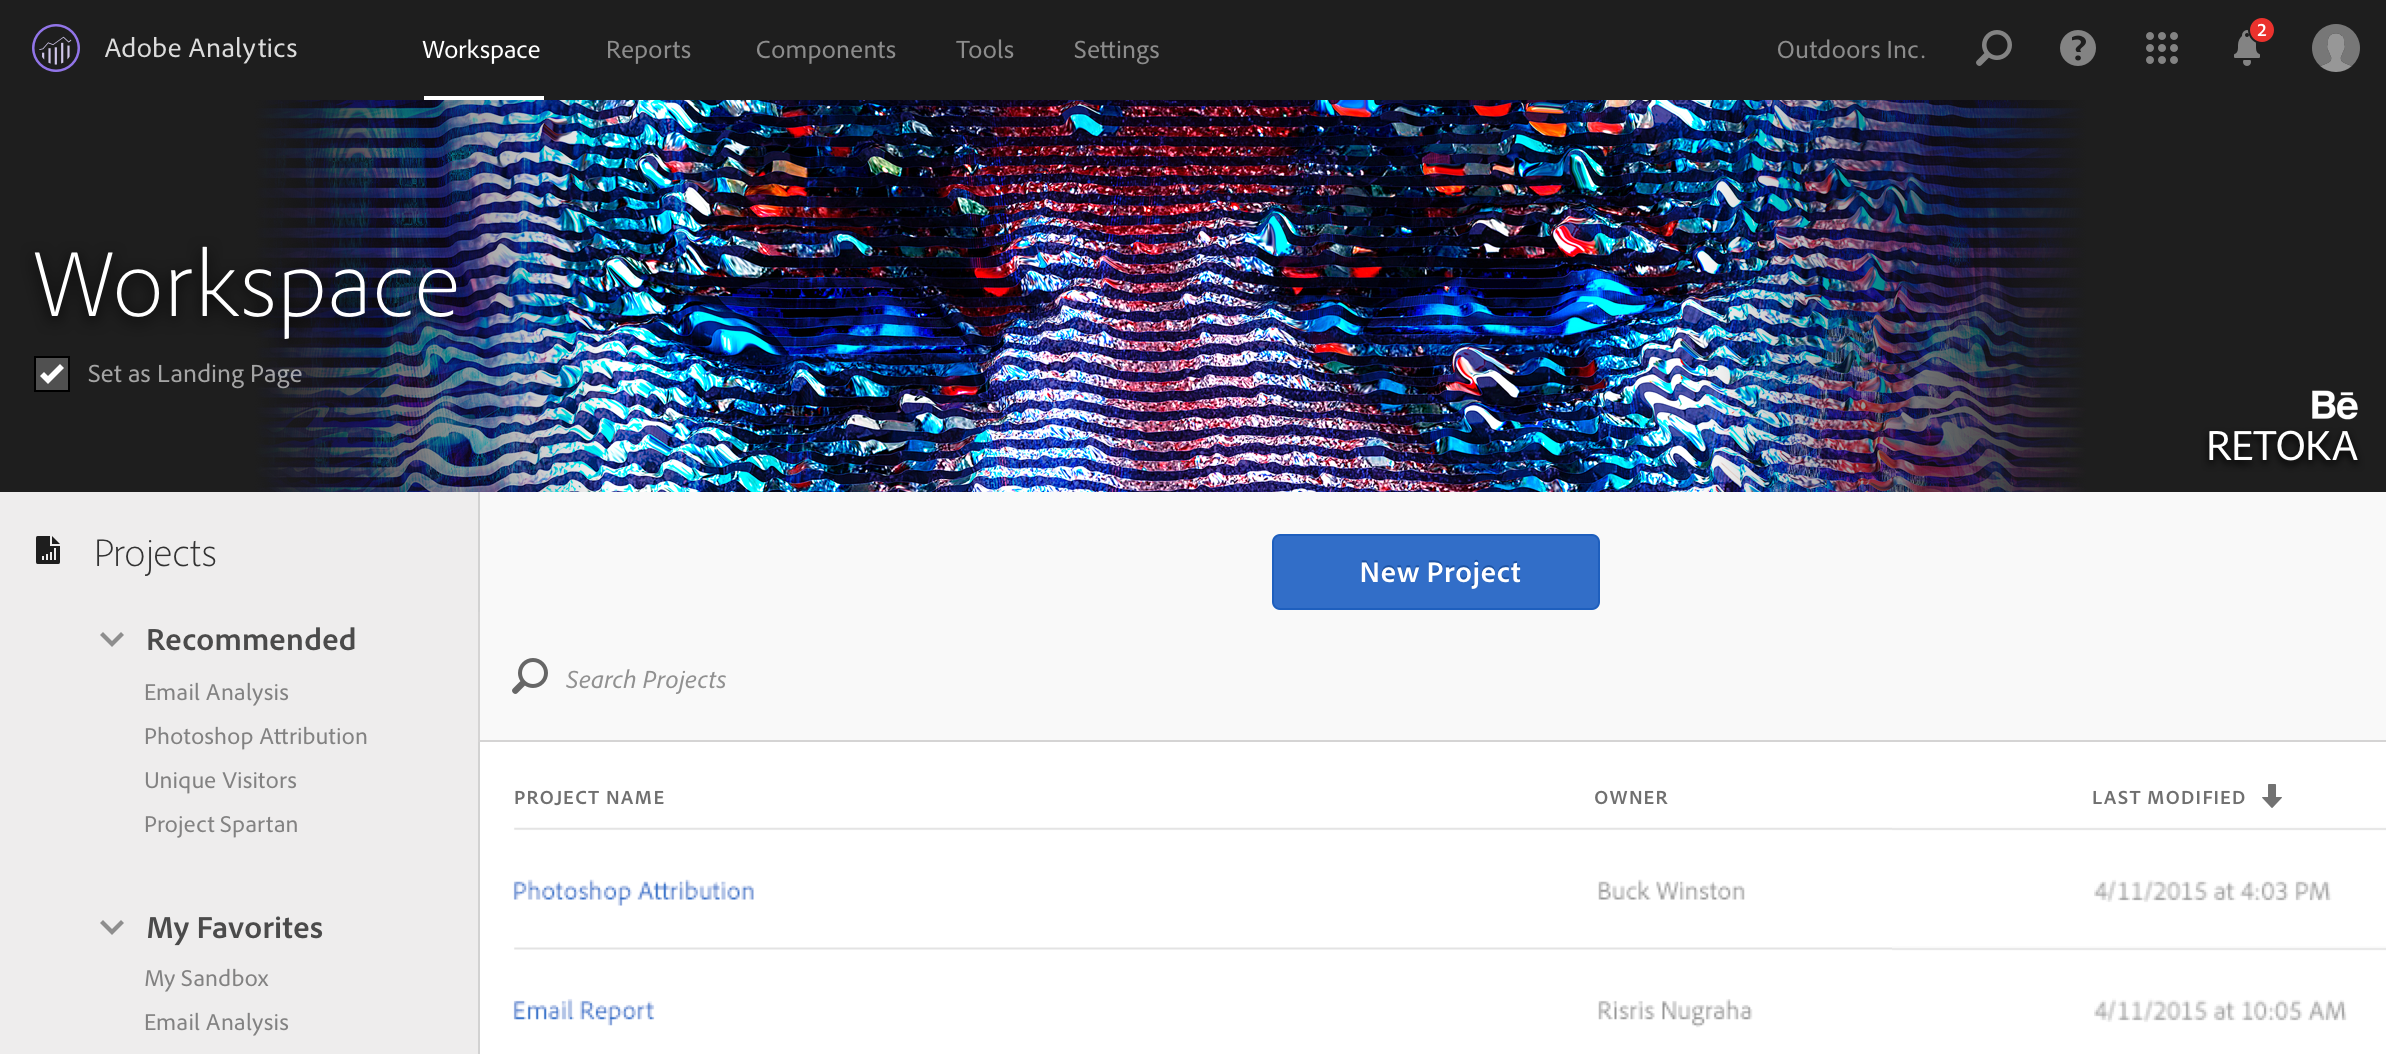 Adobe Analytics
Workspace
Reports
Components
Tools
Settings
Outdoors Inc.
?
2
Workspace
Set as Landing Page
Bē
RETOKA
Projects
Recommended
Email Analysis
Photoshop Attribution
Unique Visitors
Project Spartan
My Favorites
My Sandbox
Email Analysis
New Project
Search Projects
PROJECT NAME OWNER LAST MODIFIED
Photoshop Attribution Buck Winston 4/11/2015 at 4:03 PM
Email Report Risris Nugraha 4/11/2015 at 10:05 AM